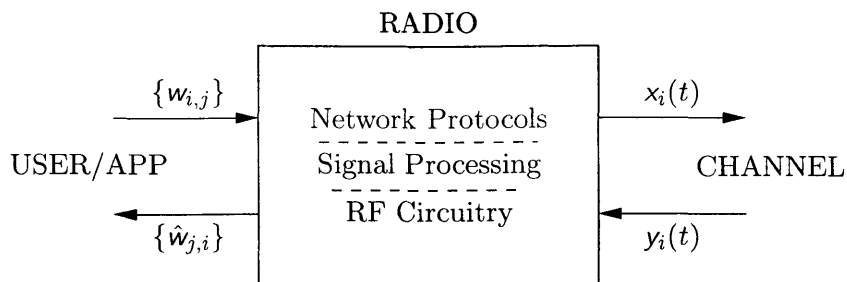 RADIO
{w_{i,j}}
x_i(t)
Network Protocols
USER/APP
Signal Processing
CHANNEL
RF Circuitry
{ŵ_{j,i}}
y_i(t)